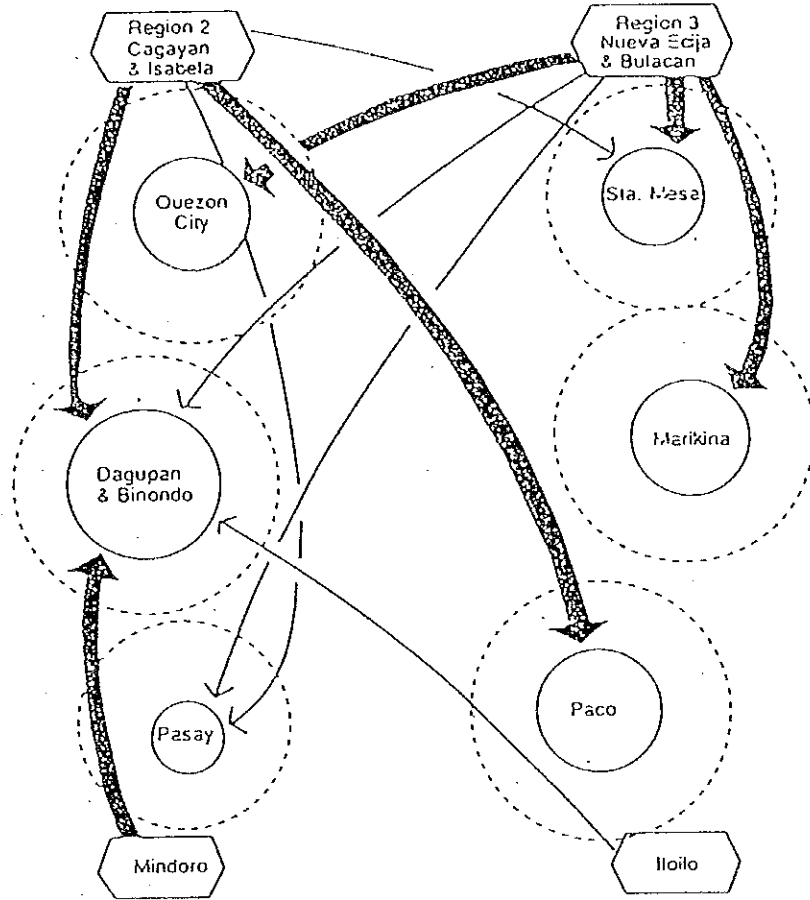 Region 2
Cagayan
& Isabela
Region 3
Nueva Ecija
& Bulacan
Quezon
City
Sta. Mesa
Dagupan
& Binondo
Marikina
Pasay
Paco
Mindoro
Iloilo